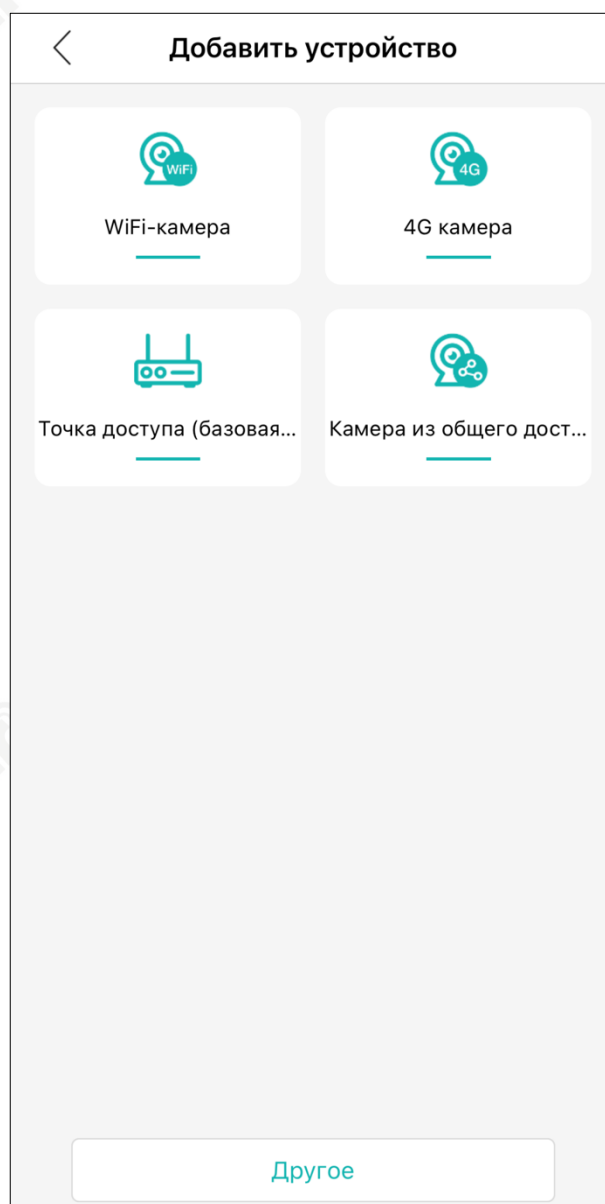 Добавить устройство
WiFi
4G
WiFi-камера
4G камера
Точка доступа (базовая...
Камера из общего дост...
Другое